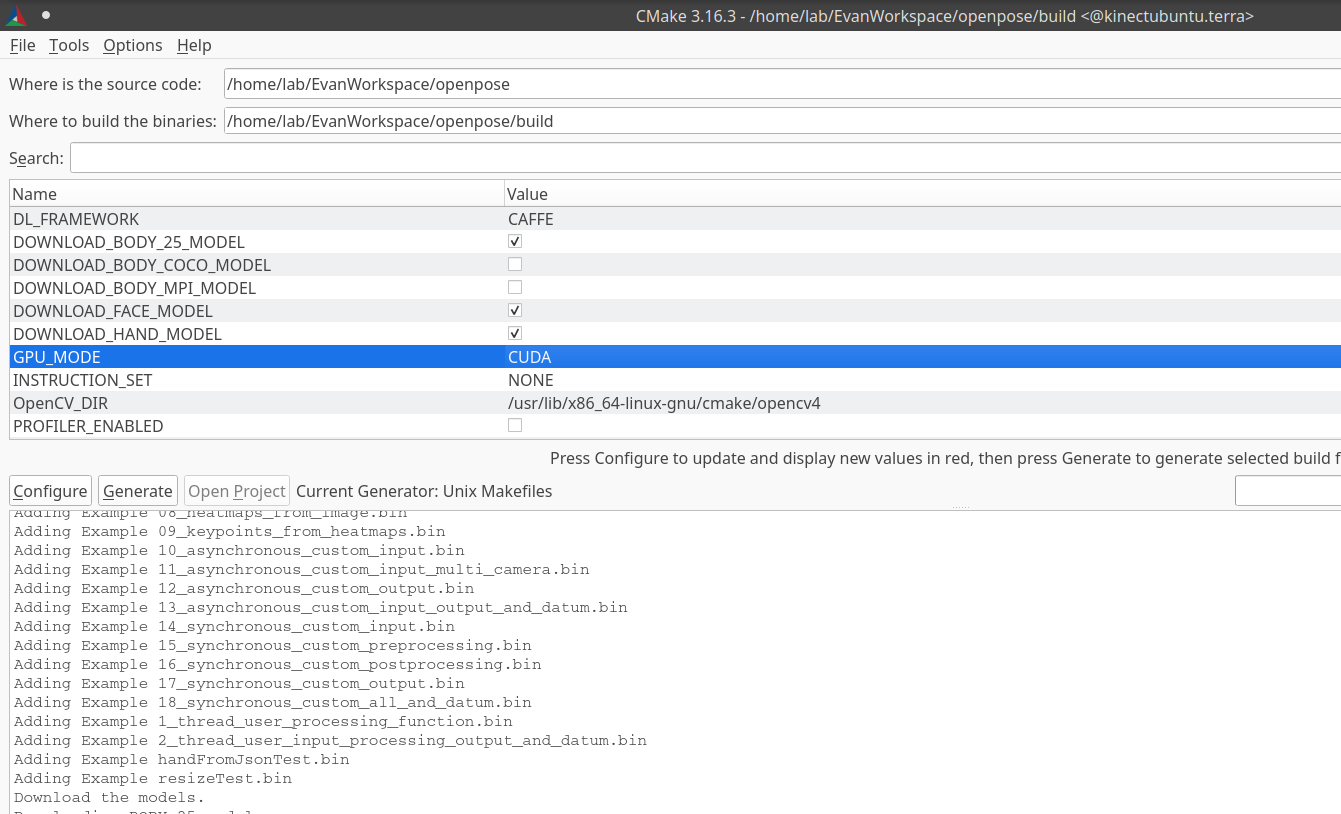 CMake 3.16.3 - /home/lab/EvanWorkspace/openpose/build <@kinectubuntu.terra>
File Tools Options Help
Where is the source code: /home/lab/EvanWorkspace/openpose
Where to build the binaries: /home/lab/EvanWorkspace/openpose/build
Search:
Name Value
DL_FRAMEWORK CAFFE
DOWNLOAD_BODY_25_MODEL
DOWNLOAD_BODY_COCO_MODEL
DOWNLOAD_BODY_MPI_MODEL
DOWNLOAD_FACE_MODEL
DOWNLOAD_HAND_MODEL
GPU_MODE CUDA
INSTRUCTION_SET NONE
OpenCV_DIR /usr/lib/x86_64-linux-gnu/cmake/opencv4
PROFILER_ENABLED
Press Configure to update and display new values in red, then press Generate to generate selected build f
Configure Generate Open Project Current Generator: Unix Makefiles
Adding Example 08_heatmaps_from_image.bin
Adding Example 09_keypoints_from_heatmaps.bin
Adding Example 10_asynchronous_custom_input.bin
Adding Example 11_asynchronous_custom_input_multi_camera.bin
Adding Example 12_asynchronous_custom_output.bin
Adding Example 13_asynchronous_custom_input_output_and_datum.bin
Adding Example 14_synchronous_custom_input.bin
Adding Example 15_synchronous_custom_preprocessing.bin
Adding Example 16_synchronous_custom_postprocessing.bin
Adding Example 17_synchronous_custom_output.bin
Adding Example 18_synchronous_custom_all_and_datum.bin
Adding Example 1_thread_user_processing_function.bin
Adding Example 2_thread_user_input_processing_output_and_datum.bin
Adding Example handFromJsonTest.bin
Adding Example resizeTest.bin
Download the models.